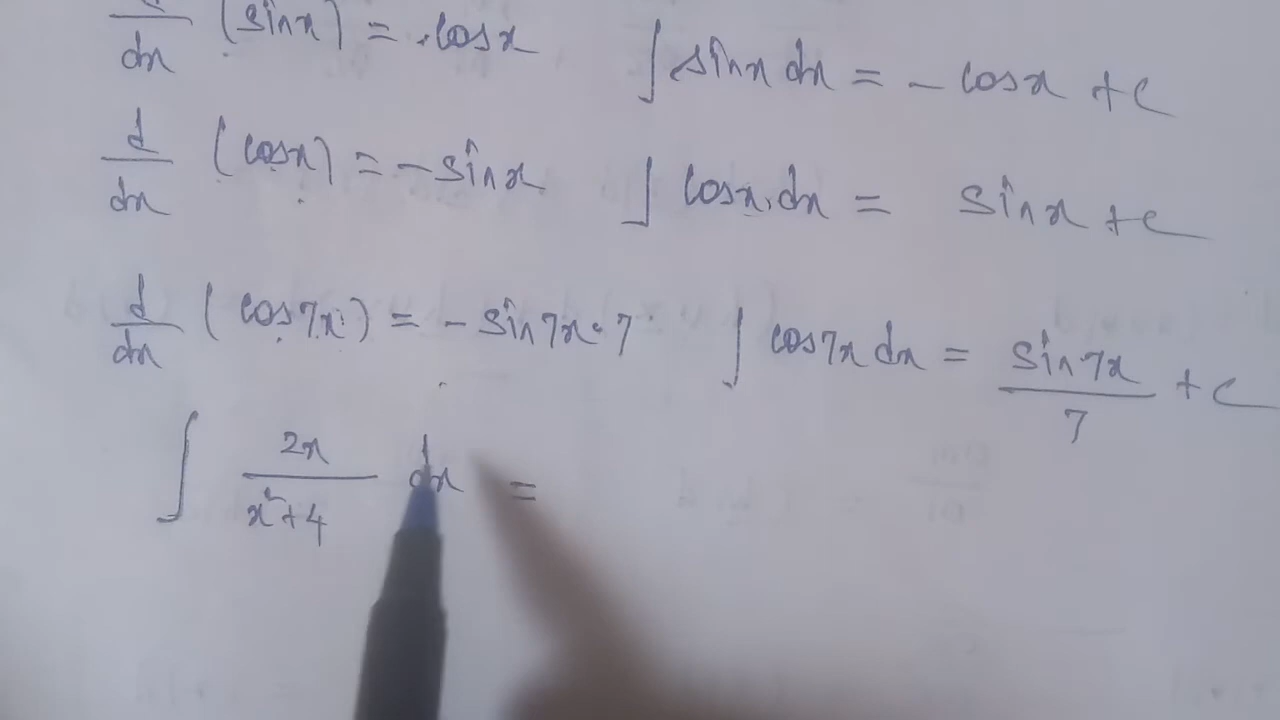 d/dx (sinx) = .cosx ∫ sinx dx = - cosx + c
d/dx (cosx) = - sinx ∫ cosx.dx = sinx + c
d/dx (cos7x) = - sin7x·7 ∫ cos7x dx = sin7x/7 + c
∫ 2x/x²+4 dx =